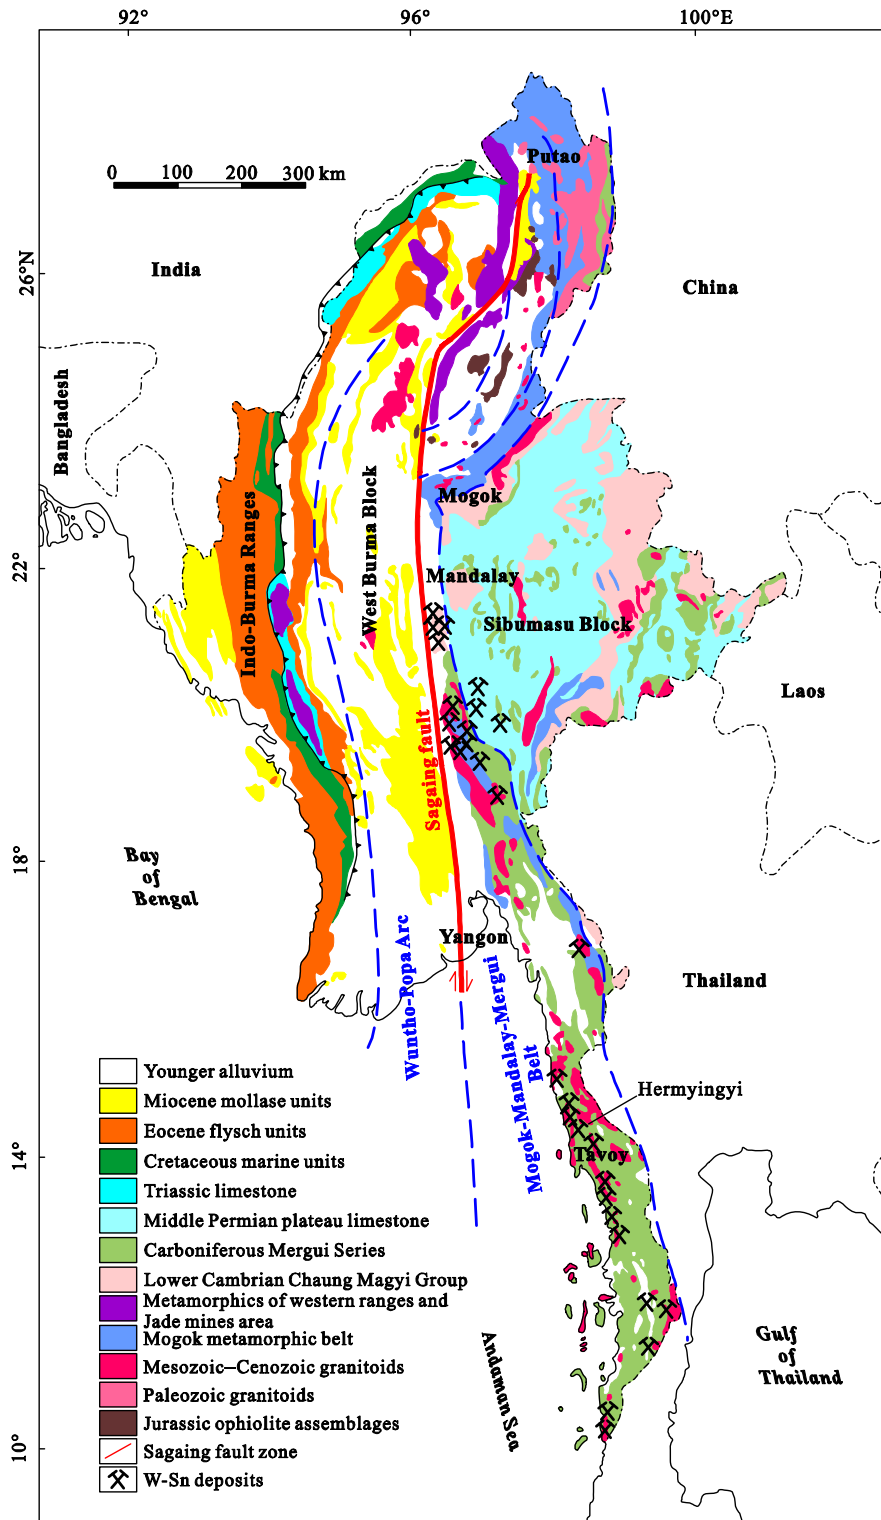 92°
96°
100°E
Putao
0
100
200
300 km
India
26°N
China
Bangladesh
Indo-Burma Ranges
West Burma Block
Mogok
22°
Mandalay
Sibumasu Block
Laos
Sagaing fault
18°
Bay
of
Bengal
Yangon
Wuntho-Popa Arc
Mogok-Mandalay-Mergui
Belt
Thailand
Hermyingyi
14°
Tavoy
Younger alluvium
Miocene mollase units
Eocene flysch units
Cretaceous marine units
Triassic limestone
Middle Permian plateau limestone
Carboniferous Mergui Series
Lower Cambrian Chaung Magyi Group
Metamorphics of western ranges and
Jade mines area
Mogok metamorphic belt
Mesozoic–Cenozoic granitoids
Paleozoic granitoids
Jurassic ophiolite assemblages
Sagaing fault zone
W-Sn deposits
Andaman Sea
Gulf
of
Thailand
10°